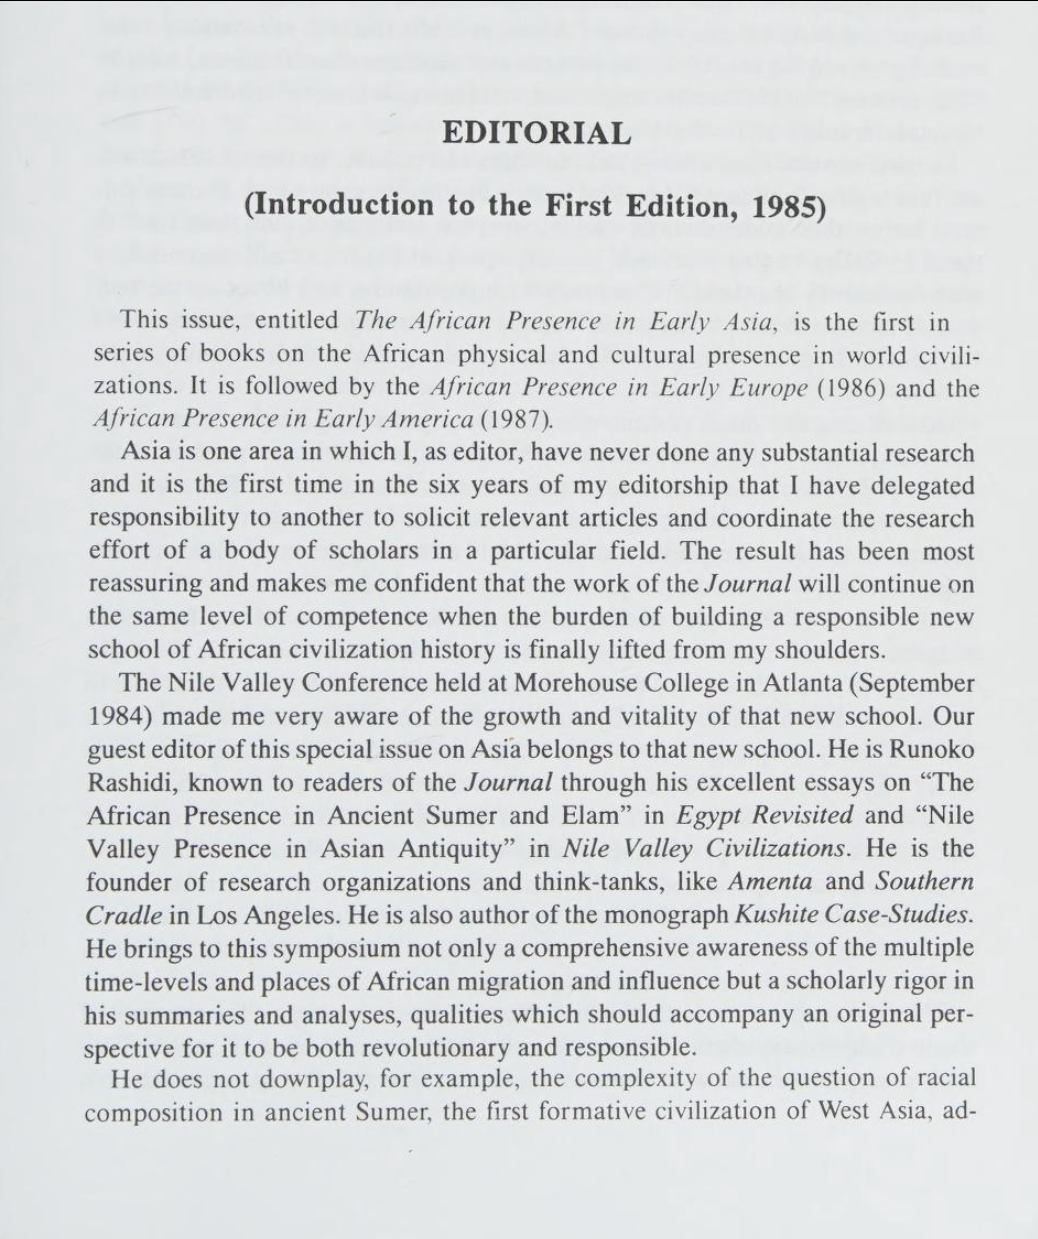 EDITORIAL
(Introduction to the First Edition, 1985)
This issue, entitled The African Presence in Early Asia, is the first in
series of books on the African physical and cultural presence in world civili-
zations. It is followed by the African Presence in Early Europe (1986) and the
African Presence in Early America (1987).
Asia is one area in which I, as editor, have never done any substantial research
and it is the first time in the six years of my editorship that I have delegated
responsibility to another to solicit relevant articles and coordinate the research
effort of a body of scholars in a particular field. The result has been most
reassuring and makes me confident that the work of the Journal will continue on
the same level of competence when the burden of building a responsible new
school of African civilization history is finally lifted from my shoulders.
The Nile Valley Conference held at Morehouse College in Atlanta (September
1984) made me very aware of the growth and vitality of that new school. Our
guest editor of this special issue on Asia belongs to that new school. He is Runoko
Rashidi, known to readers of the Journal through his excellent essays on “The
African Presence in Ancient Sumer and Elam” in Egypt Revisited and “Nile
Valley Presence in Asian Antiquity” in Nile Valley Civilizations. He is the
founder of research organizations and think-tanks, like Amenta and Southern
Cradle in Los Angeles. He is also author of the monograph Kushite Case-Studies.
He brings to this symposium not only a comprehensive awareness of the multiple
time-levels and places of African migration and influence but a scholarly rigor in
his summaries and analyses, qualities which should accompany an original per-
spective for it to be both revolutionary and responsible.
He does not downplay, for example, the complexity of the question of racial
composition in ancient Sumer, the first formative civilization of West Asia, ad-